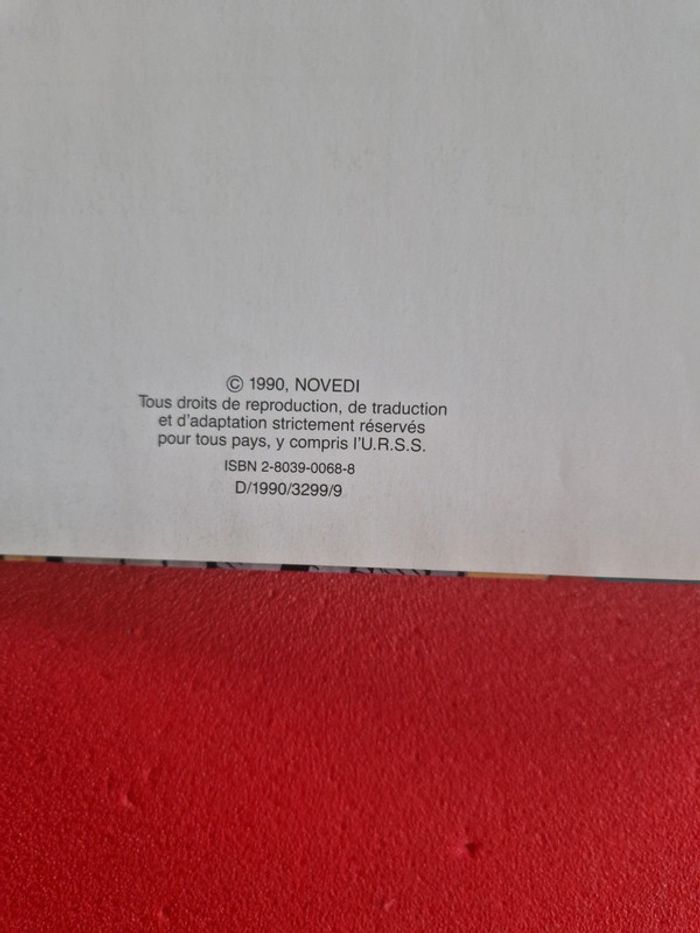 © 1990, NOVEDI
Tous droits de reproduction, de traduction
et d'adaptation strictement réservés
pour tous pays, y compris l'U.R.S.S.
ISBN 2-8039-0068-8
D/1990/3299/9